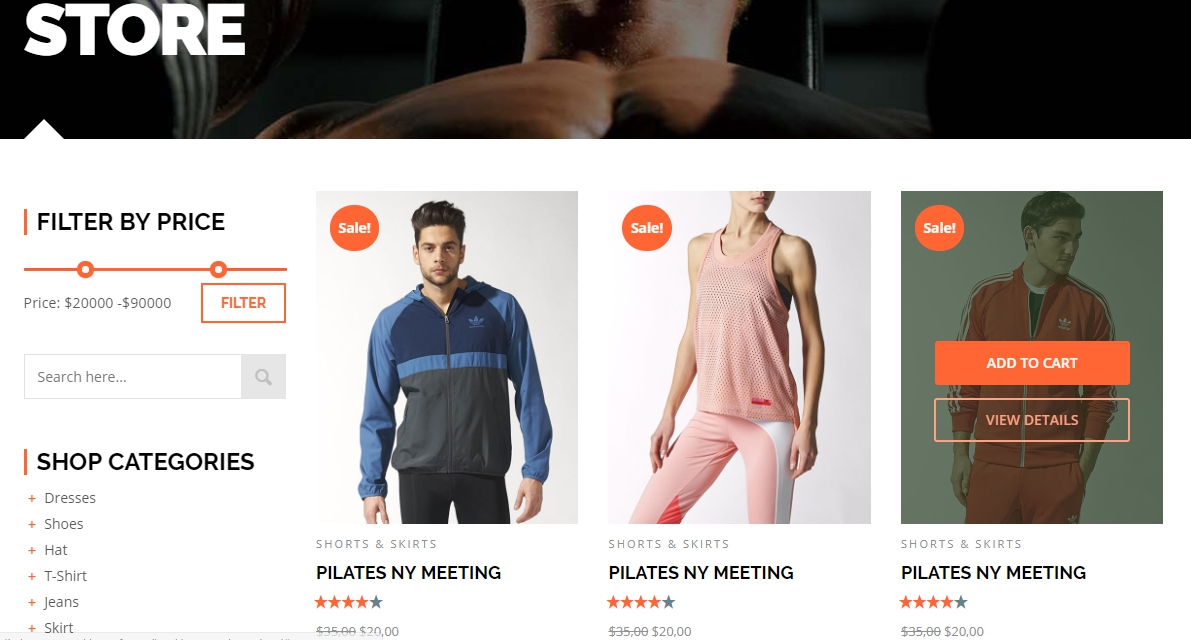 STORE
FILTER BY PRICE
Price: $20000 -$90000
FILTER
Search here...
SHOP CATEGORIES
+ Dresses
+ Shoes
+ Hat
+ T-Shirt
+ Jeans
+ Skirt
Sale!
SHORTS & SKIRTS
PILATES NY MEETING
$35,00 $20,00
Sale!
SHORTS & SKIRTS
PILATES NY MEETING
$35,00 $20,00
Sale!
ADD TO CART
VIEW DETAILS
SHORTS & SKIRTS
PILATES NY MEETING
$35,00 $20,00